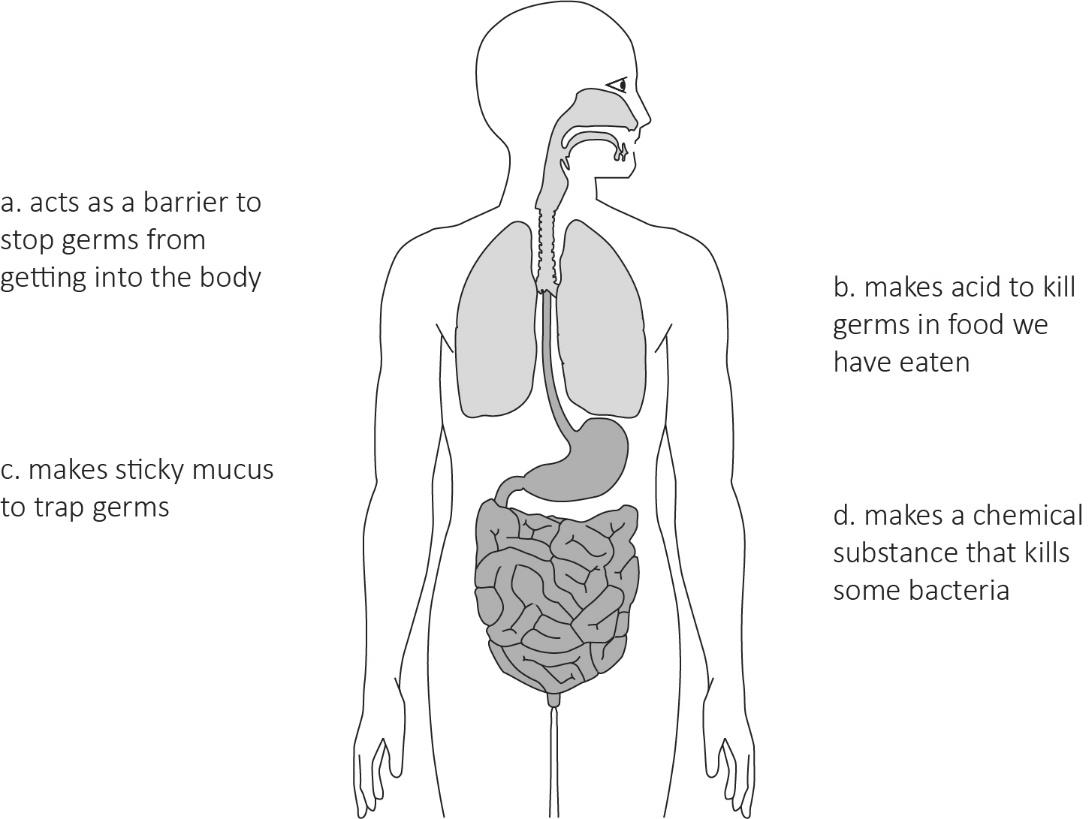 a. acts as a barrier to
stop germs from
getting into the body
b. makes acid to kill
germs in food we
have eaten
c. makes sticky mucus
to trap germs
d. makes a chemical
substance that kills
some bacteria